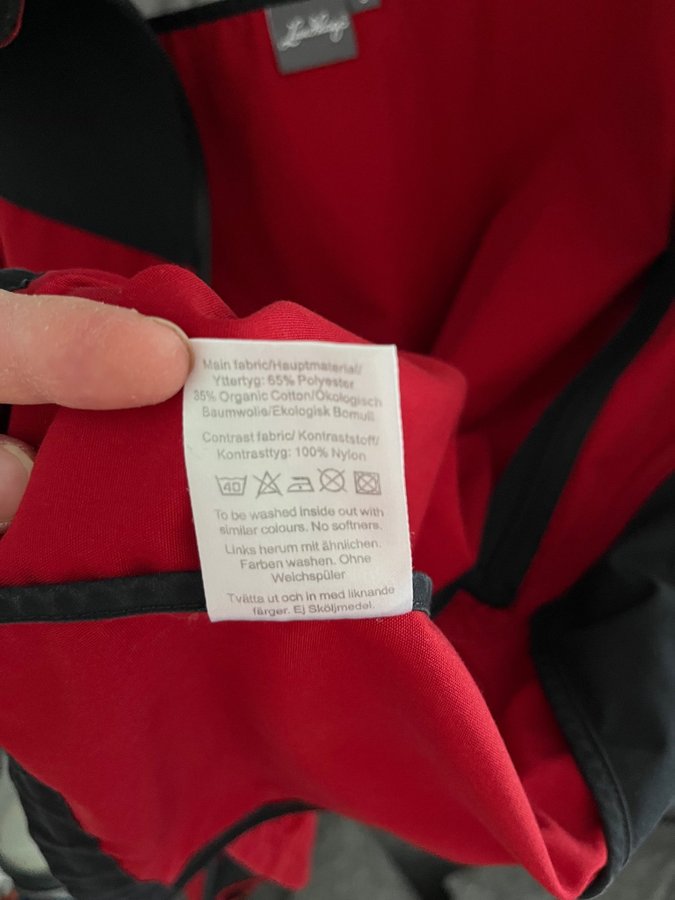 Lundhags
Main fabric/Hauptmaterial/
Yttertyg: 65% Polyester
35% Organic Cotton/Ökologisch
Baumwolle/Ekologisk Bomull
Contrast fabric/ Kontraststoff/
Kontrasttyg: 100% Nylon
40
To be washed inside out with
similar colours. No softners.
Links herum mit ähnlichen.
Farben washen. Ohne
Weichspüler
Tvätta ut och in med liknande
färger. Ej Sköljmedel.